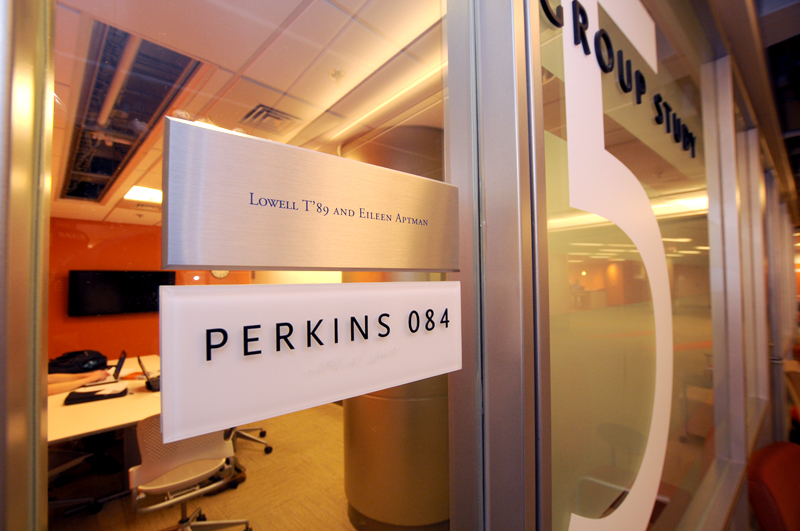 Lowell T'89 and Eileen Aptman
PERKINS 084
GROUP STUDY
5